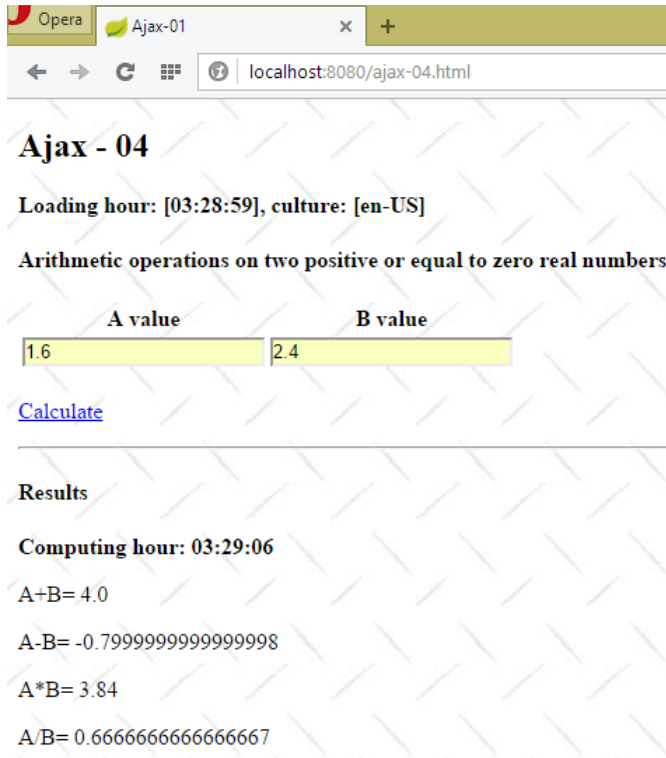 Opera
Ajax-01
localhost:8080/ajax-04.html
Ajax - 04
Loading hour: [03:28:59], culture: [en-US]
Arithmetic operations on two positive or equal to zero real numbers
A value B value
1.6 2.4
Calculate
Results
Computing hour: 03:29:06
A+B= 4.0
A-B= -0.7999999999999998
A*B= 3.84
A/B= 0.6666666666666667